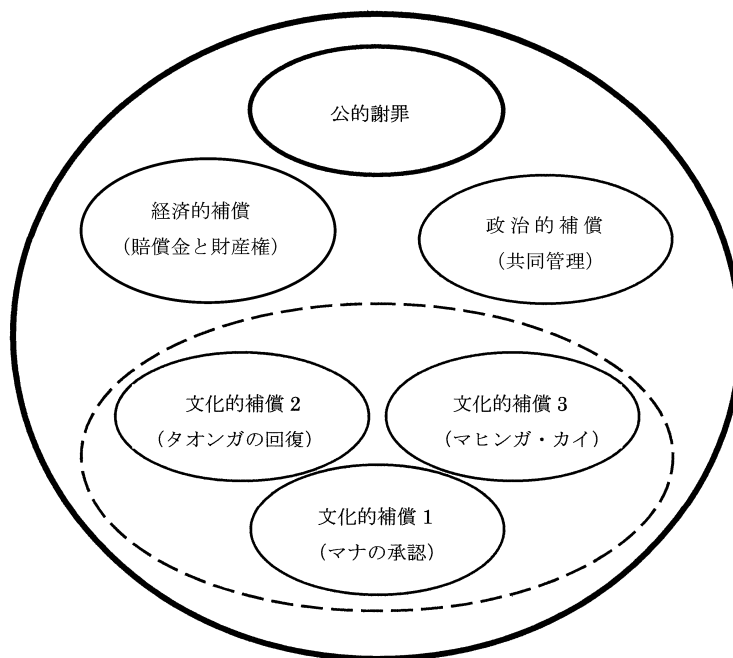 公的謝罪
経済的補償
(賠償金と財産権)
政治的補償
(共同管理)
文化的補償 2
(タオンガの回復)
文化的補償 3
(マヒンガ・カイ)
文化的補償 1
(マナの承認)